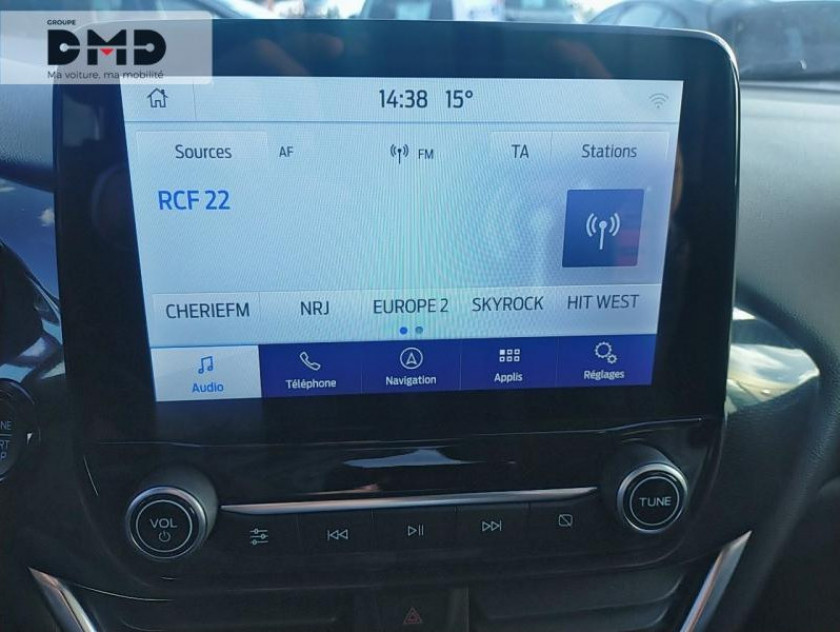 GROUPE
DMD
Ma voiture, ma mobilité
14:38 15°
Sources AF FM TA Stations
RCF 22
CHERIEFM NRJ EUROPE 2 SKYROCK HIT WEST
Audio Téléphone Navigation Applis Réglages
VOL TUNE